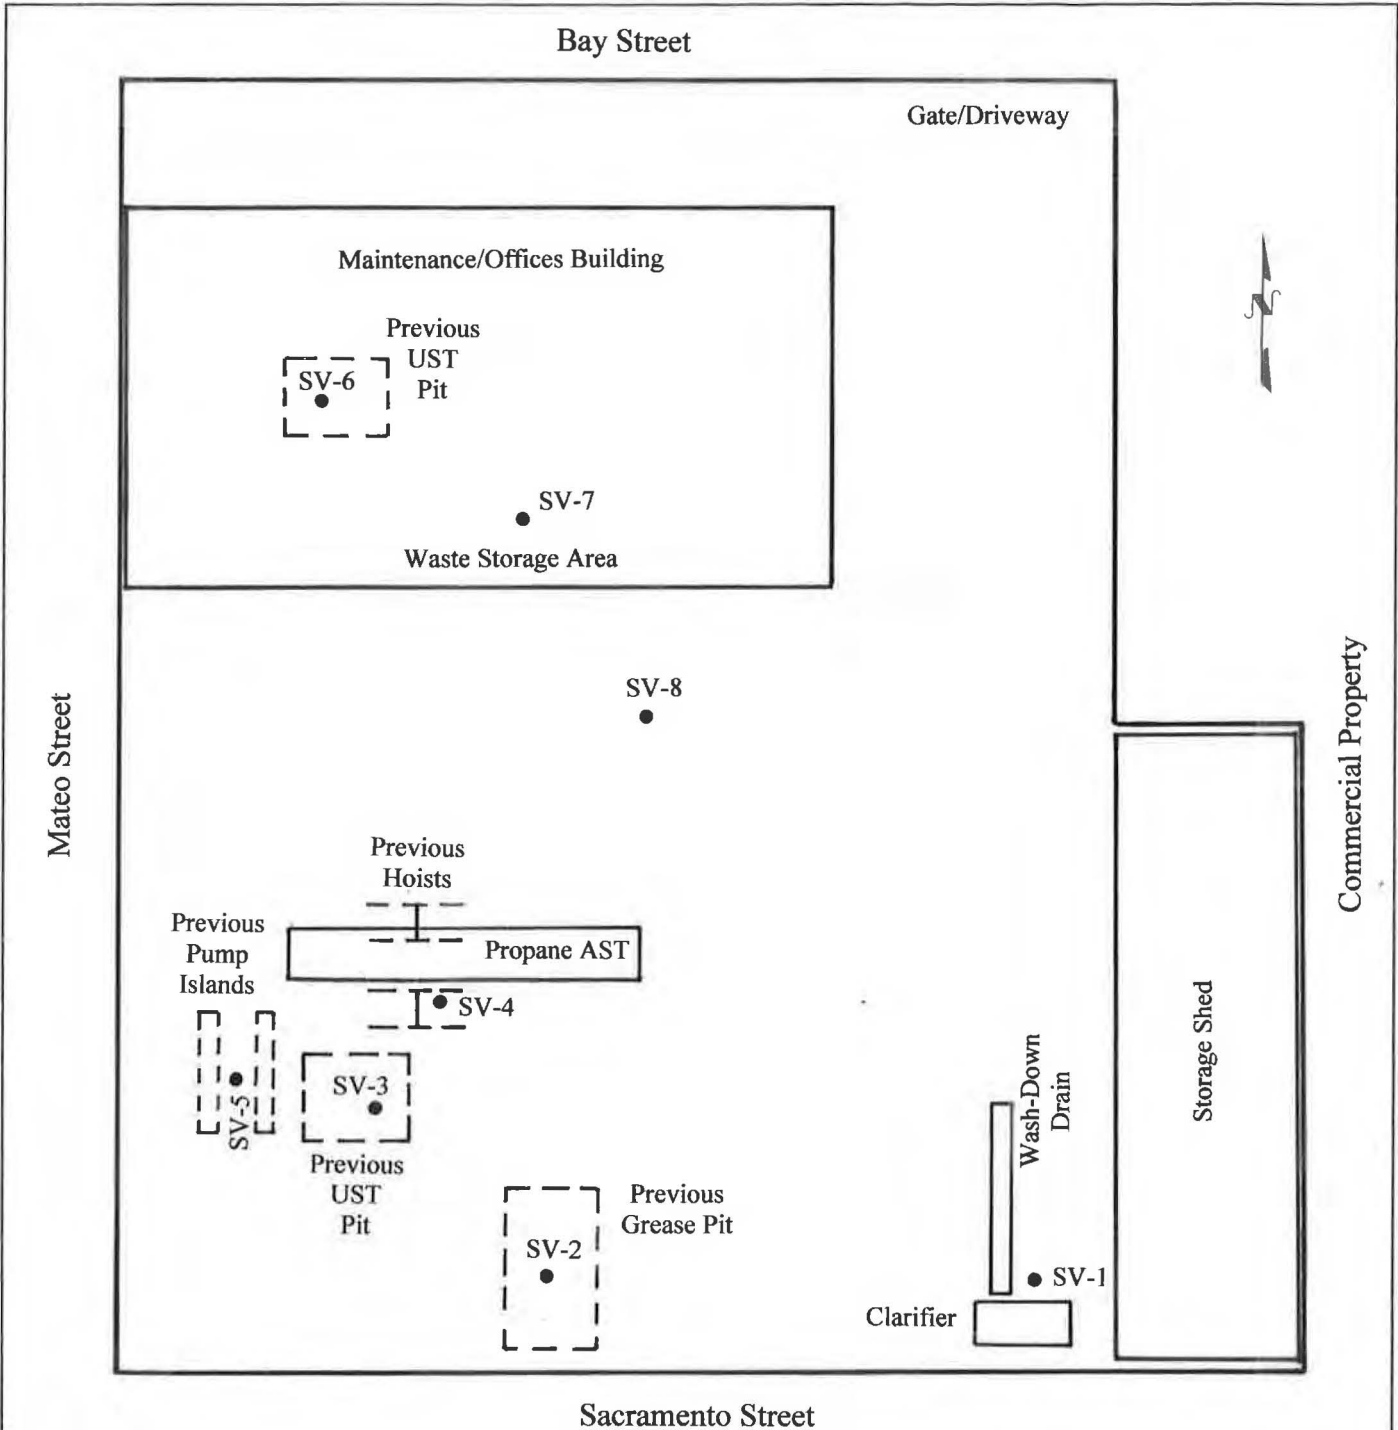 Bay Street
Gate/Driveway
Maintenance/Offices Building
Previous
UST
Pit
SV-6
N
SV-7
Waste Storage Area
SV-8
Mateo Street
Commercial Property
Previous
Hoists
Previous
Pump
Islands
Propane AST
SV-4
SV-5
SV-3
Previous
UST
Pit
Wash-Down
Drain
Storage Shed
Previous
Grease Pit
SV-2
SV-1
Clarifier
Sacramento Street